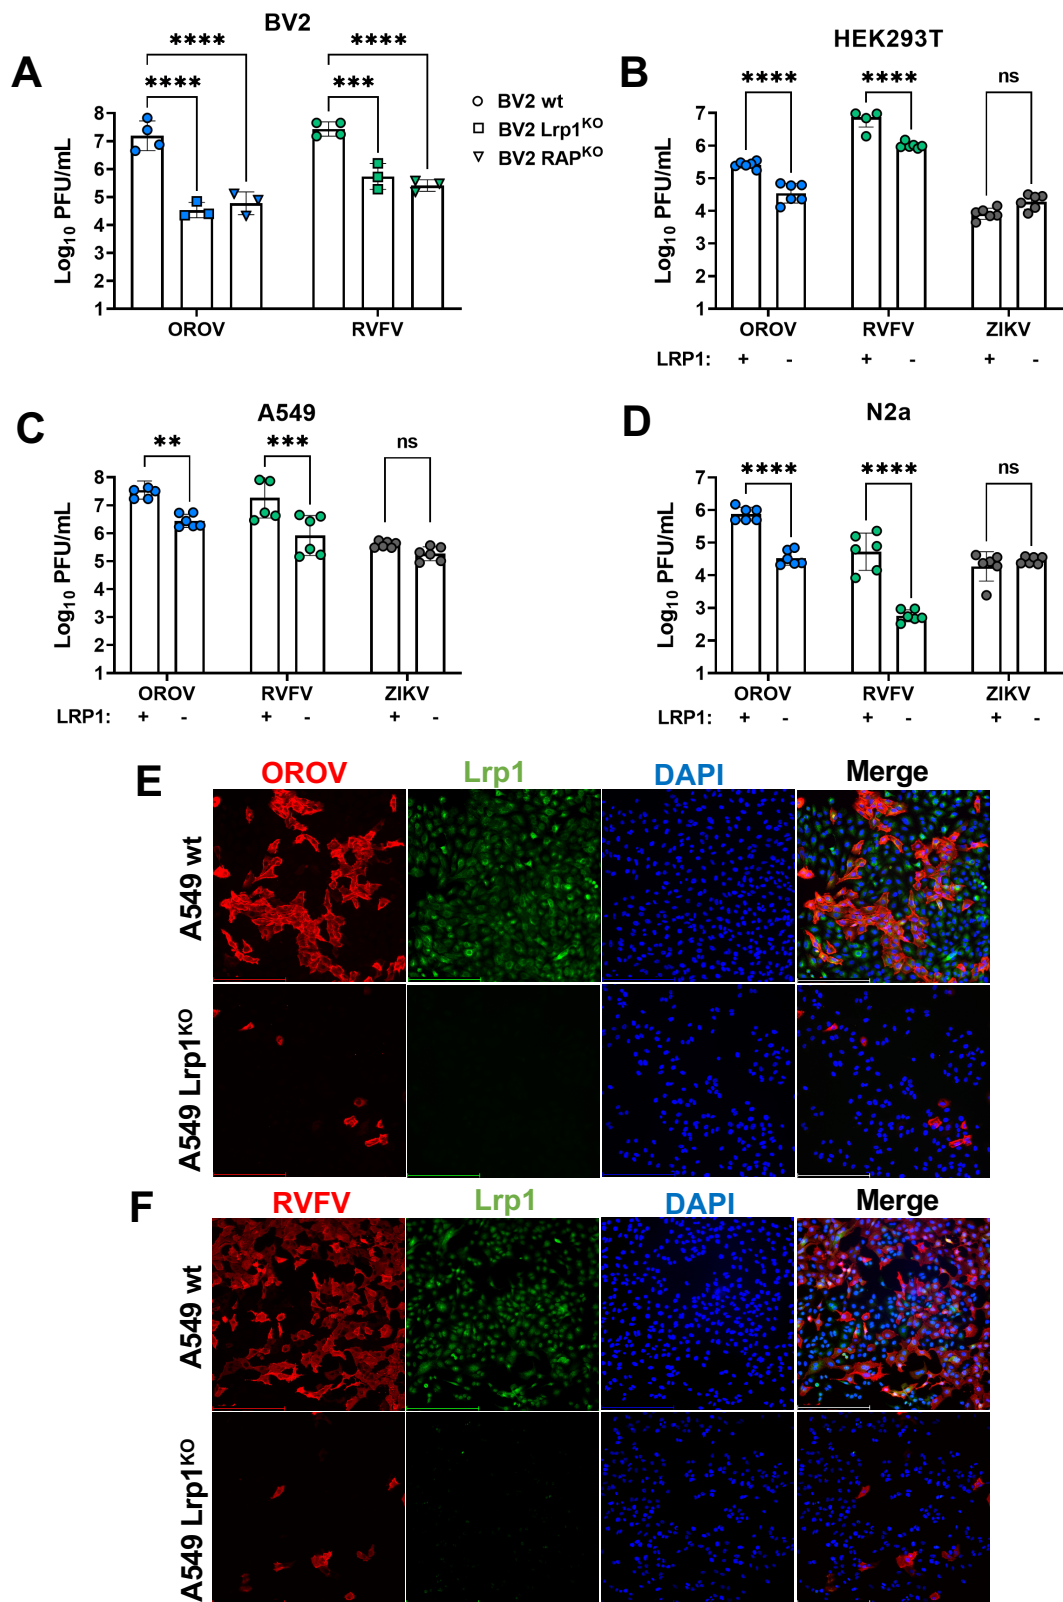 BV2
A
**** ****
**** ***
Log10 PFU/mL
8
7
6
5
4
3
2
1
OROV RVFV
BV2 wt
BV2 Lrp1KO
BV2 RAPKO
HEK293T
B
**** **** ns
Log10 PFU/mL
7
6
5
4
3
2
1
OROV RVFV ZIKV
LRP1: + - + - + -
A549
C
** *** ns
Log10 PFU/mL
8
7
6
5
4
3
2
1
OROV RVFV ZIKV
LRP1: + - + - + -
N2a
D
**** **** ns
Log10 PFU/mL
7
6
5
4
3
2
1
OROV RVFV ZIKV
LRP1: + - + - + -
E
OROV Lrp1 DAPI Merge
A549 wt
A549 Lrp1KO
F
RVFV Lrp1 DAPI Merge
A549 wt
A549 Lrp1KO